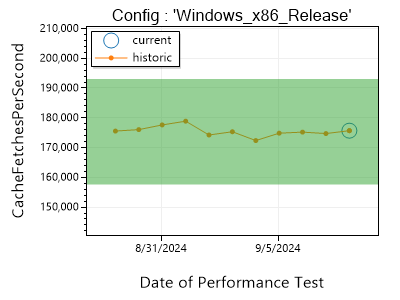 Config : 'Windows_x86_Release'
210,000
200,000
190,000
180,000
170,000
160,000
150,000
CacheFetchesPerSecond
current
historic
8/31/2024
9/5/2024
Date of Performance Test